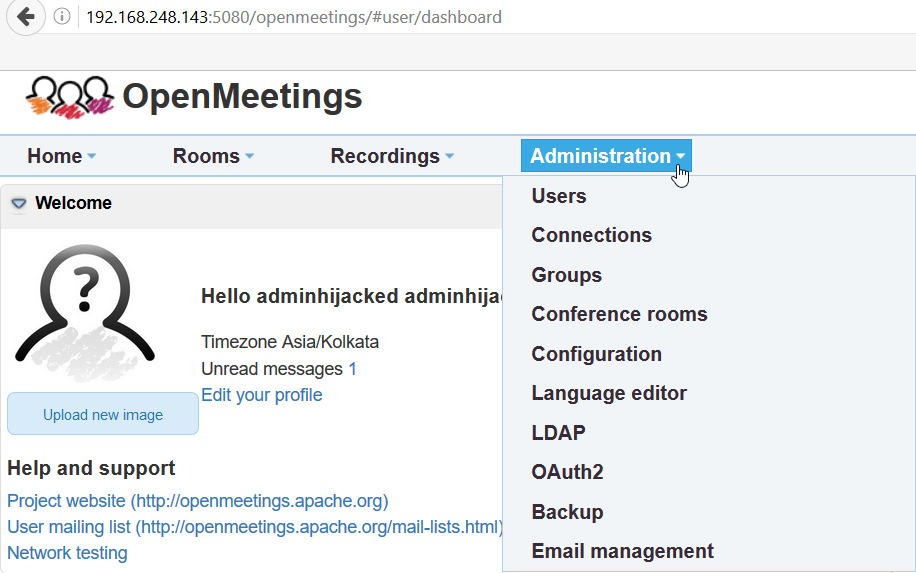 192.168.248.143:5080/openmeetings/#user/dashboard
OpenMeetings
Home Rooms Recordings Administration
Welcome
?
Hello adminhijacked adminhija
Timezone Asia/Kolkata
Unread messages 1
Edit your profile
Upload new image
Help and support
Project website (http://openmeetings.apache.org)
User mailing list (http://openmeetings.apache.org/mail-lists.html)
Network testing
Users
Connections
Groups
Conference rooms
Configuration
Language editor
LDAP
OAuth2
Backup
Email management